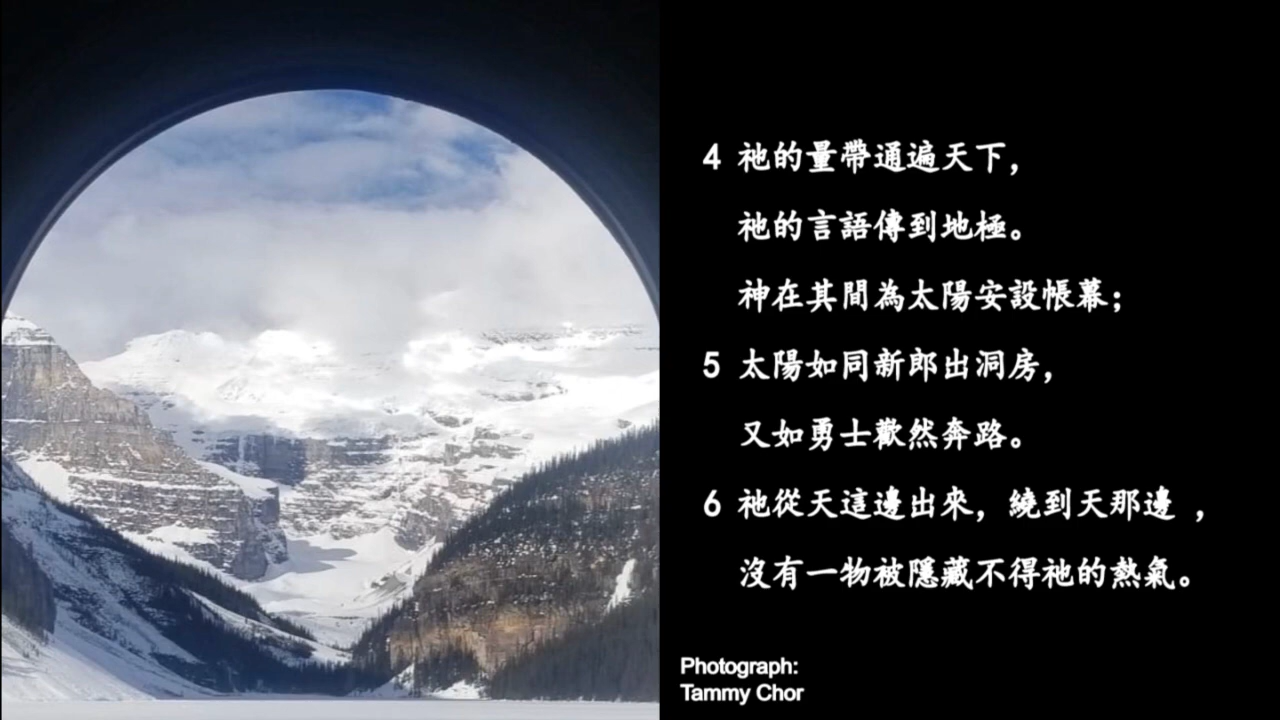 4 祂的量帶通遍天下,
祂的言語傳到地極。
神在其間為太陽安設帳幕;
5 太陽如同新郎出洞房,
又如勇士歡然奔路。
6 祂從天這邊出來, 繞到天那邊 ,
沒有一物被隱藏不得祂的熱氣。
Photograph:
Tammy Chor